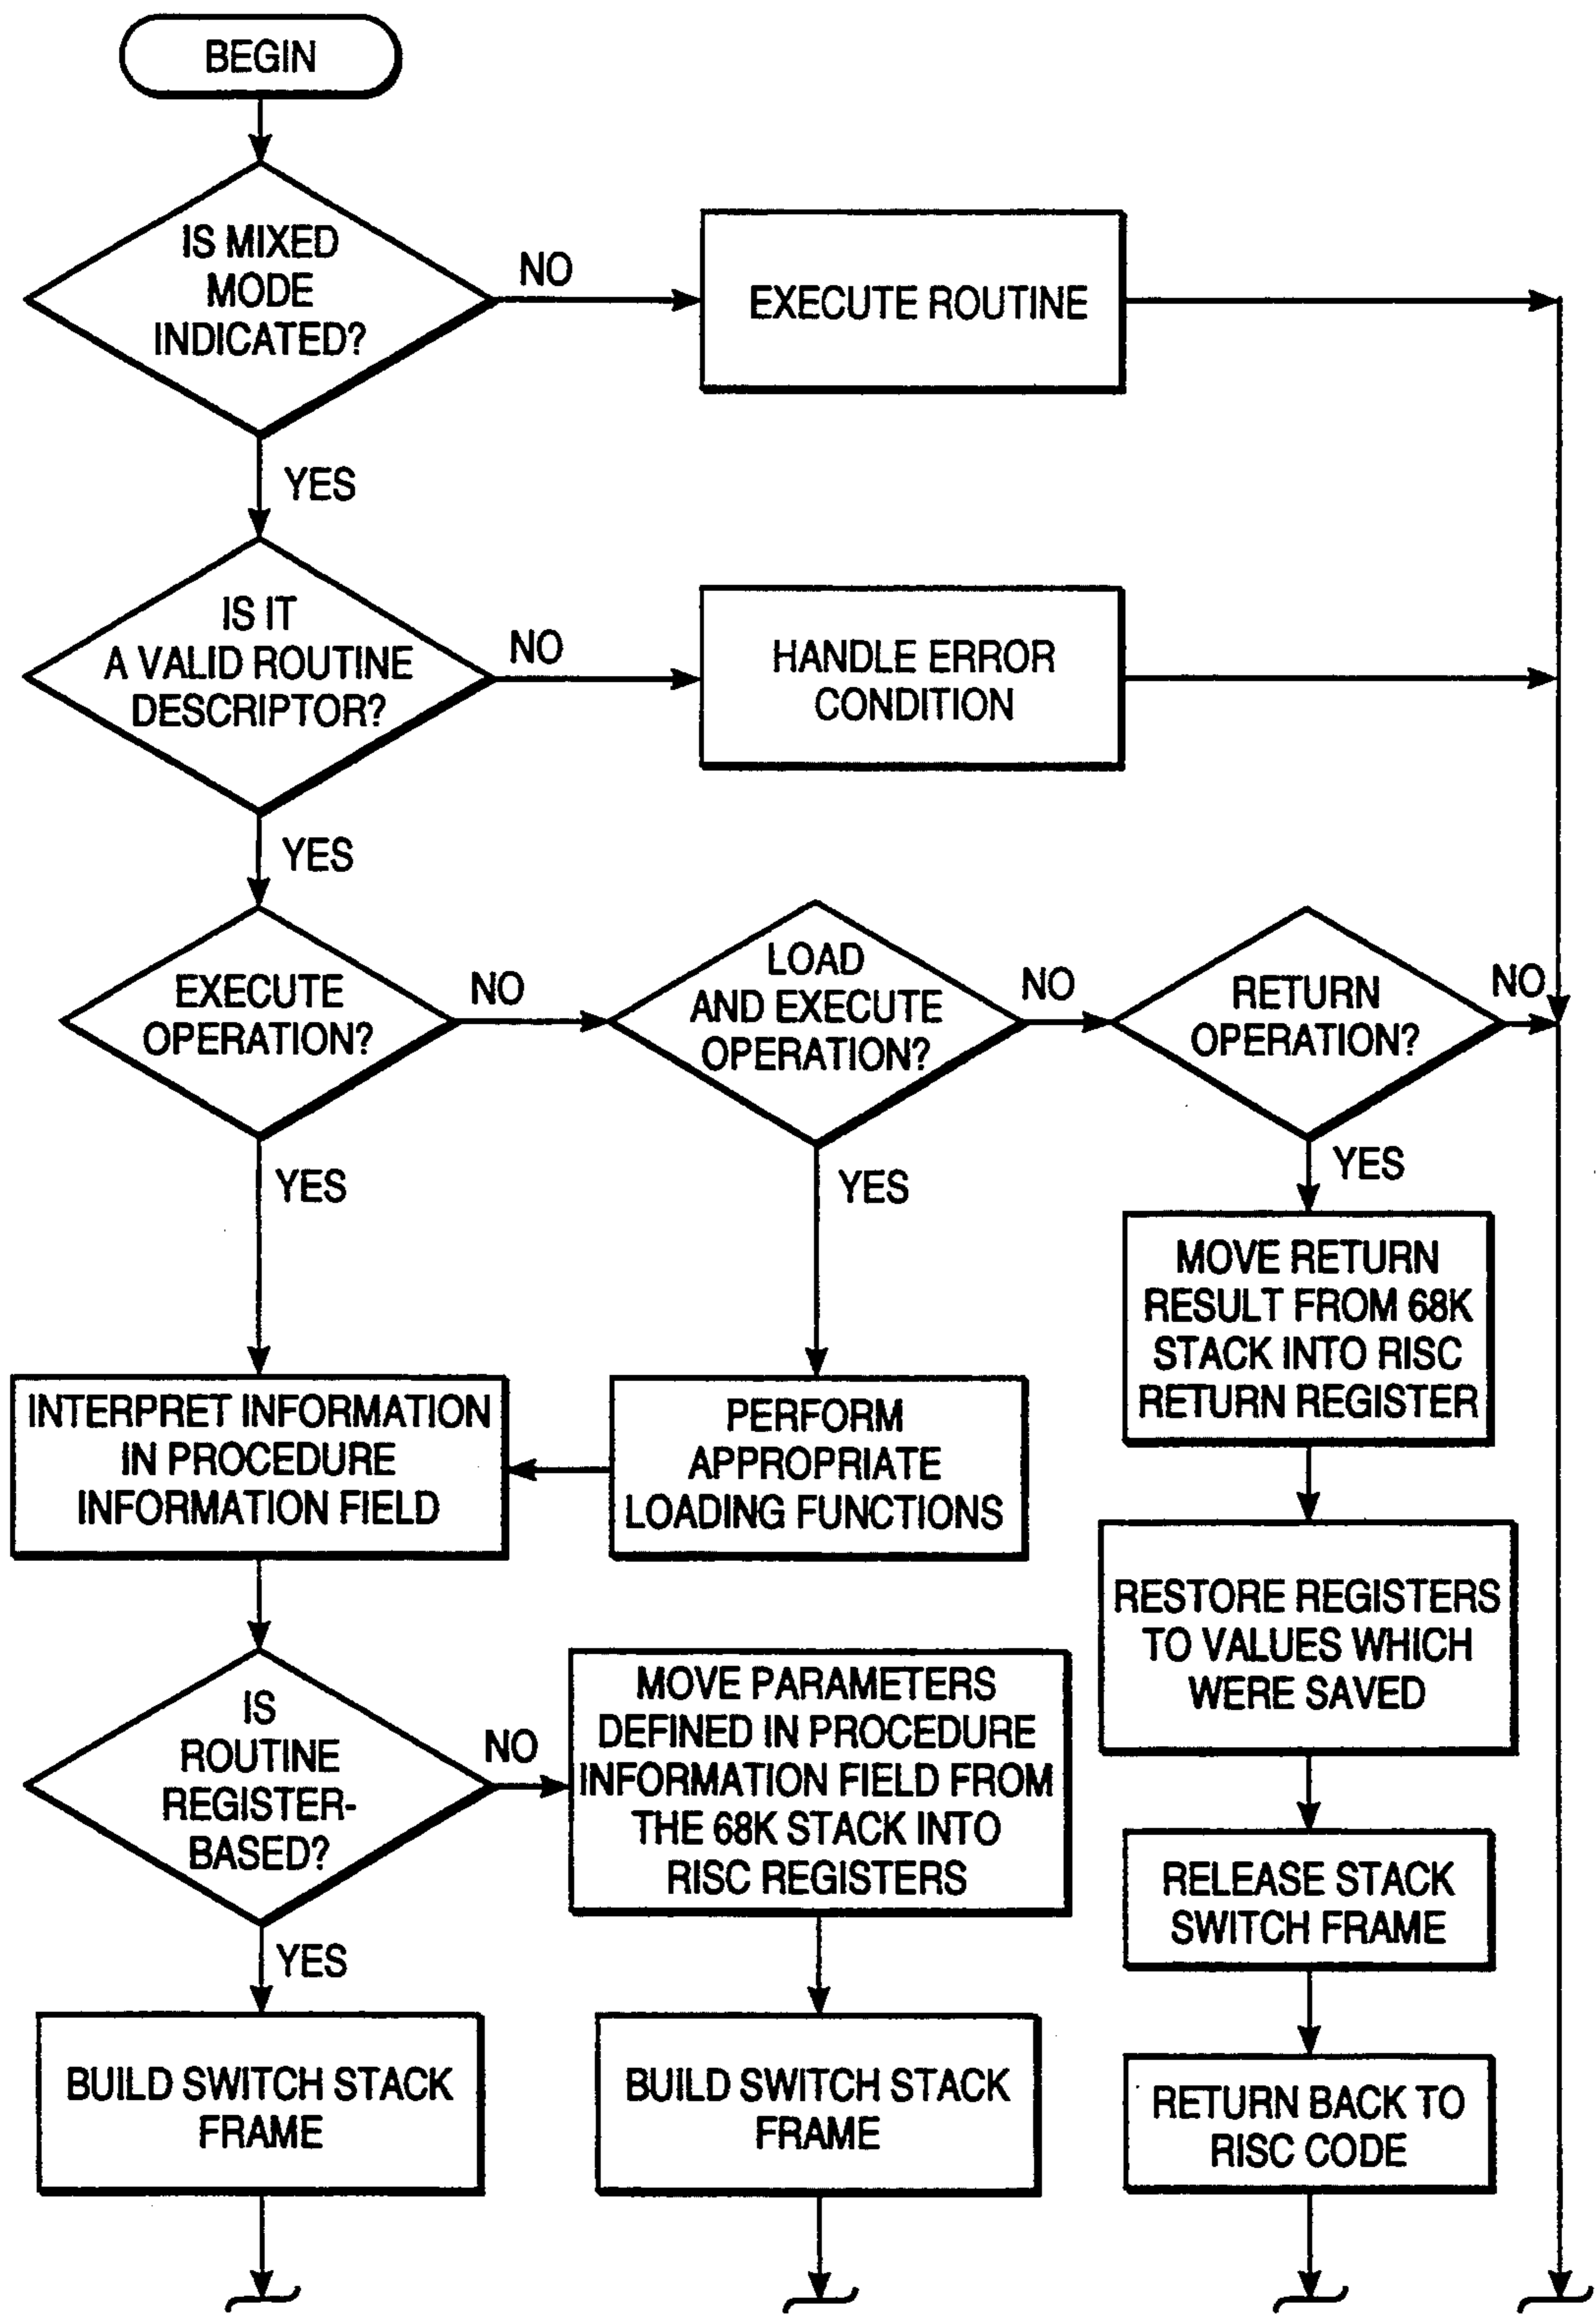 BEGIN
IS MIXED
MODE
INDICATED?
NO
EXECUTE ROUTINE
YES
IS IT
A VALID ROUTINE
DESCRIPTOR?
NO
HANDLE ERROR
CONDITION
YES
EXECUTE
OPERATION?
NO
LOAD
AND EXECUTE
OPERATION?
NO
RETURN
OPERATION?
NO
YES
YES
YES
MOVE RETURN
RESULT FROM 68K
STACK INTO RISC
RETURN REGISTER
INTERPRET INFORMATION
IN PROCEDURE
INFORMATION FIELD
PERFORM
APPROPRIATE
LOADING FUNCTIONS
RESTORE REGISTERS
TO VALUES WHICH
WERE SAVED
IS
ROUTINE
REGISTER-
BASED?
NO
MOVE PARAMETERS
DEFINED IN PROCEDURE
INFORMATION FIELD FROM
THE 68K STACK INTO
RISC REGISTERS
RELEASE STACK
SWITCH FRAME
YES
BUILD SWITCH STACK
FRAME
BUILD SWITCH STACK
FRAME
RETURN BACK TO
RISC CODE